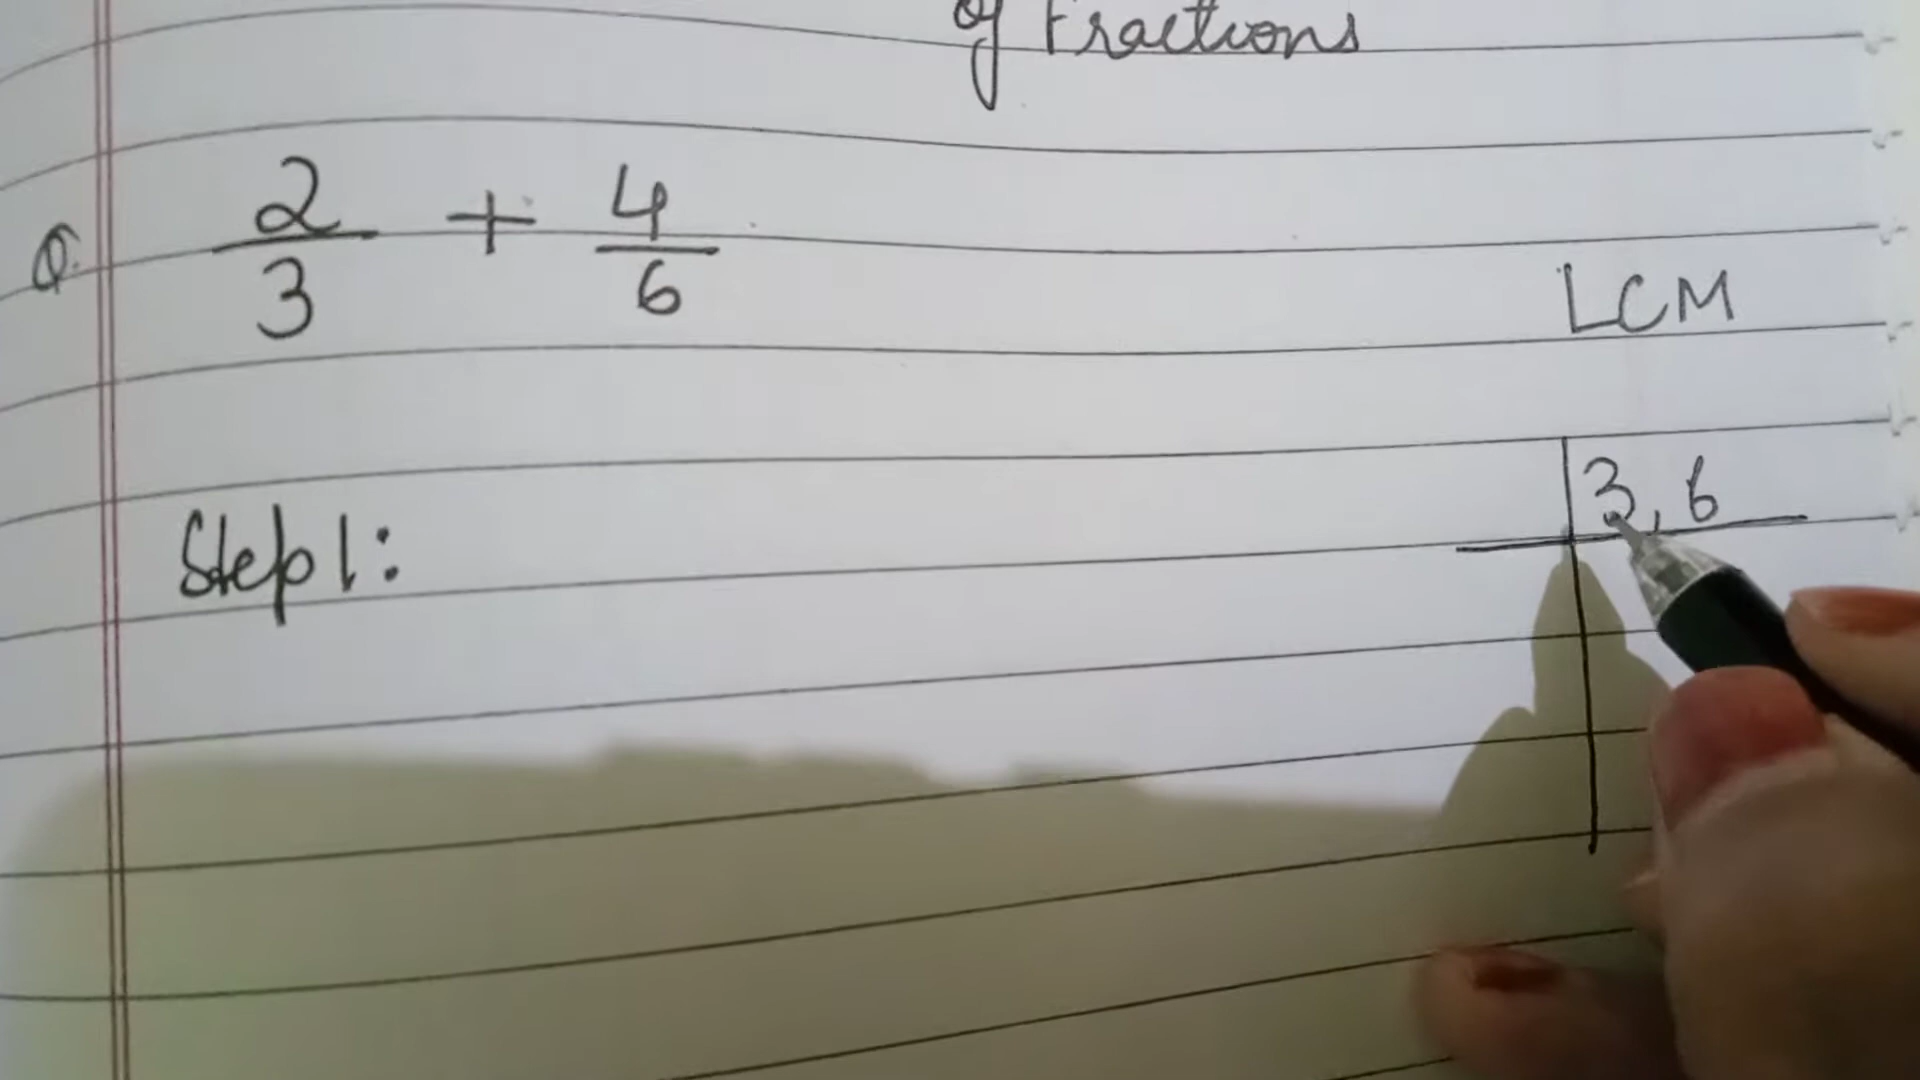 of Fractions
Q. 2/3 + 4/6
LCM
3, 6
Step 1: